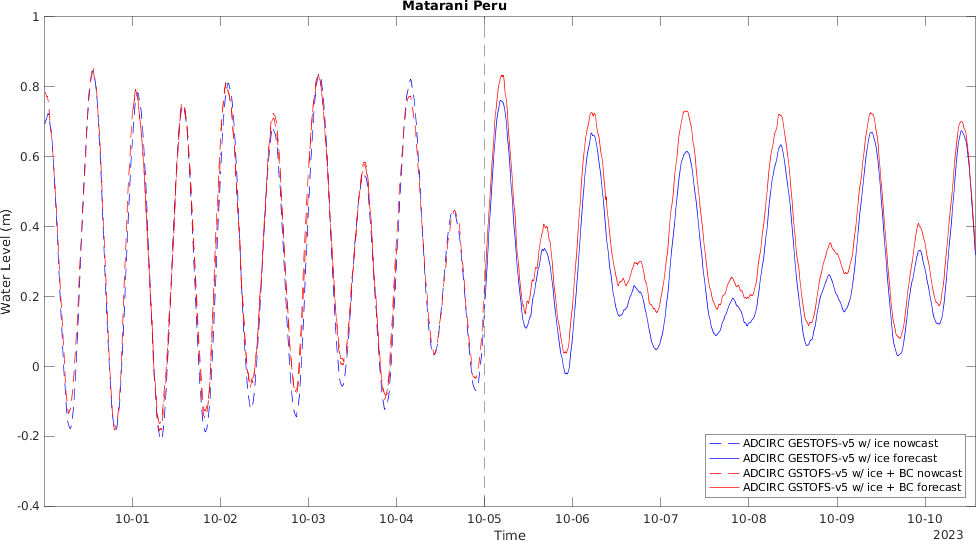 Matarani Peru
1
0.8
0.6
0.4
0.2
0
-0.2
-0.4
Water Level (m)
10-01 10-02 10-03 10-04 10-05 10-06 10-07 10-08 10-09 10-10
Time
2023
ADCIRC GESTOFS-v5 w/ ice nowcast
ADCIRC GESTOFS-v5 w/ ice forecast
ADCIRC GSTOFS-v5 w/ ice + BC nowcast
ADCIRC GSTOFS-v5 w/ ice + BC forecast